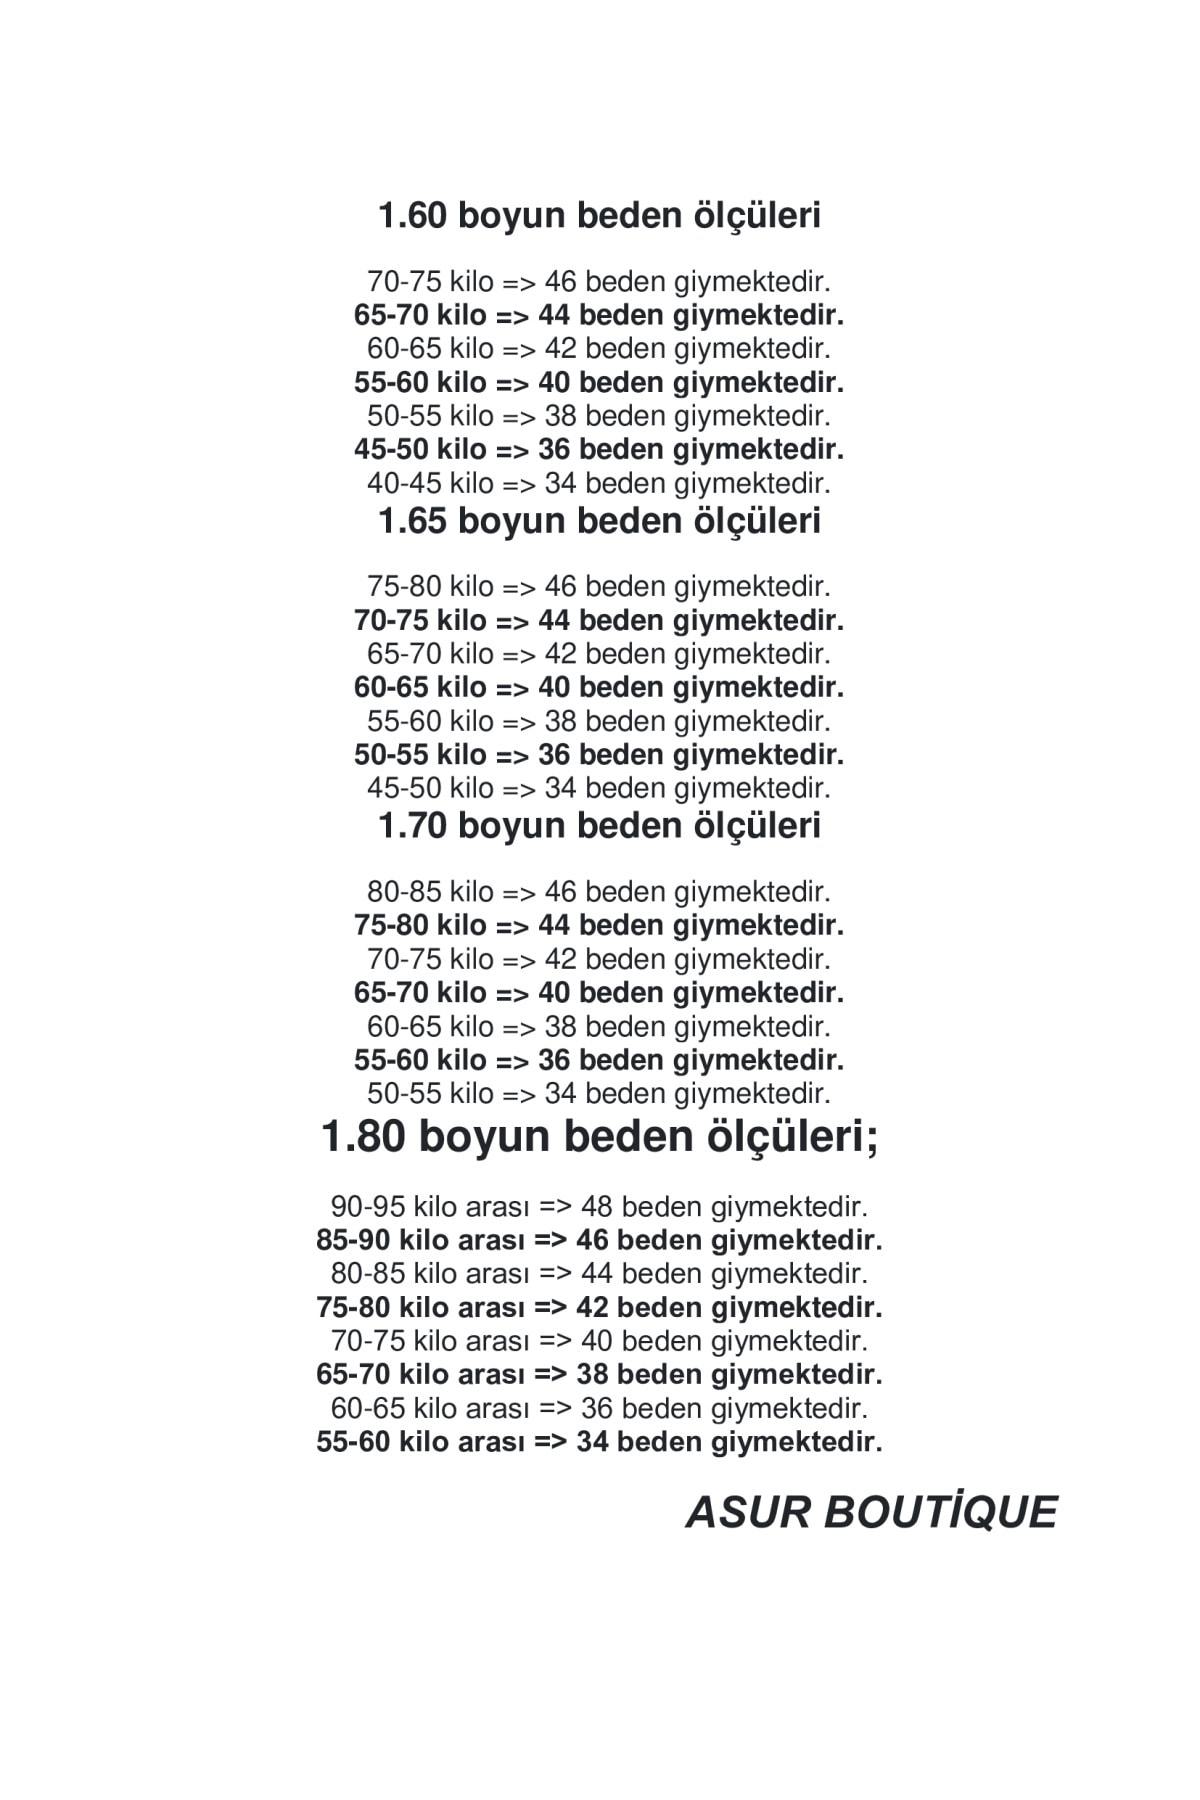 1.60 boyun beden ölçüleri
70-75 kilo => 46 beden giymektedir.
65-70 kilo => 44 beden giymektedir.
60-65 kilo => 42 beden giymektedir.
55-60 kilo => 40 beden giymektedir.
50-55 kilo => 38 beden giymektedir.
45-50 kilo => 36 beden giymektedir.
40-45 kilo => 34 beden giymektedir.
1.65 boyun beden ölçüleri
75-80 kilo => 46 beden giymektedir.
70-75 kilo => 44 beden giymektedir.
65-70 kilo => 42 beden giymektedir.
60-65 kilo => 40 beden giymektedir.
55-60 kilo => 38 beden giymektedir.
50-55 kilo => 36 beden giymektedir.
45-50 kilo => 34 beden giymektedir.
1.70 boyun beden ölçüleri
80-85 kilo => 46 beden giymektedir.
75-80 kilo => 44 beden giymektedir.
70-75 kilo => 42 beden giymektedir.
65-70 kilo => 40 beden giymektedir.
60-65 kilo => 38 beden giymektedir.
55-60 kilo => 36 beden giymektedir.
50-55 kilo => 34 beden giymektedir.
1.80 boyun beden ölçüleri;
90-95 kilo arası => 48 beden giymektedir.
85-90 kilo arası => 46 beden giymektedir.
80-85 kilo arası => 44 beden giymektedir.
75-80 kilo arası => 42 beden giymektedir.
70-75 kilo arası => 40 beden giymektedir.
65-70 kilo arası => 38 beden giymektedir.
60-65 kilo arası => 36 beden giymektedir.
55-60 kilo arası => 34 beden giymektedir.
ASUR BOUTİQUE